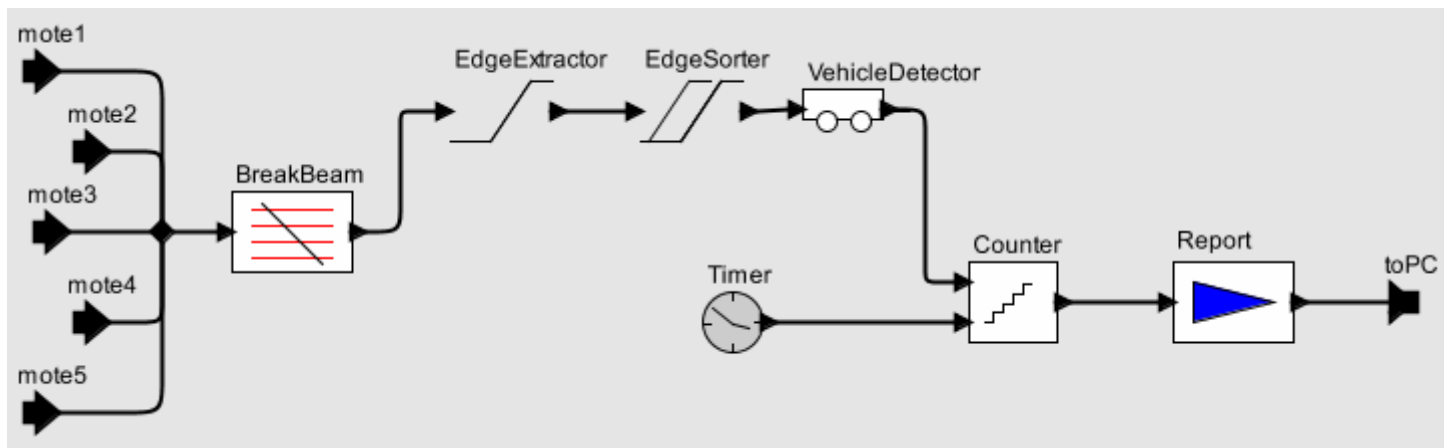 mote1
mote2
mote3
mote4
mote5
BreakBeam
EdgeExtractor
EdgeSorter
VehicleDetector
Timer
Counter
Report
toPC